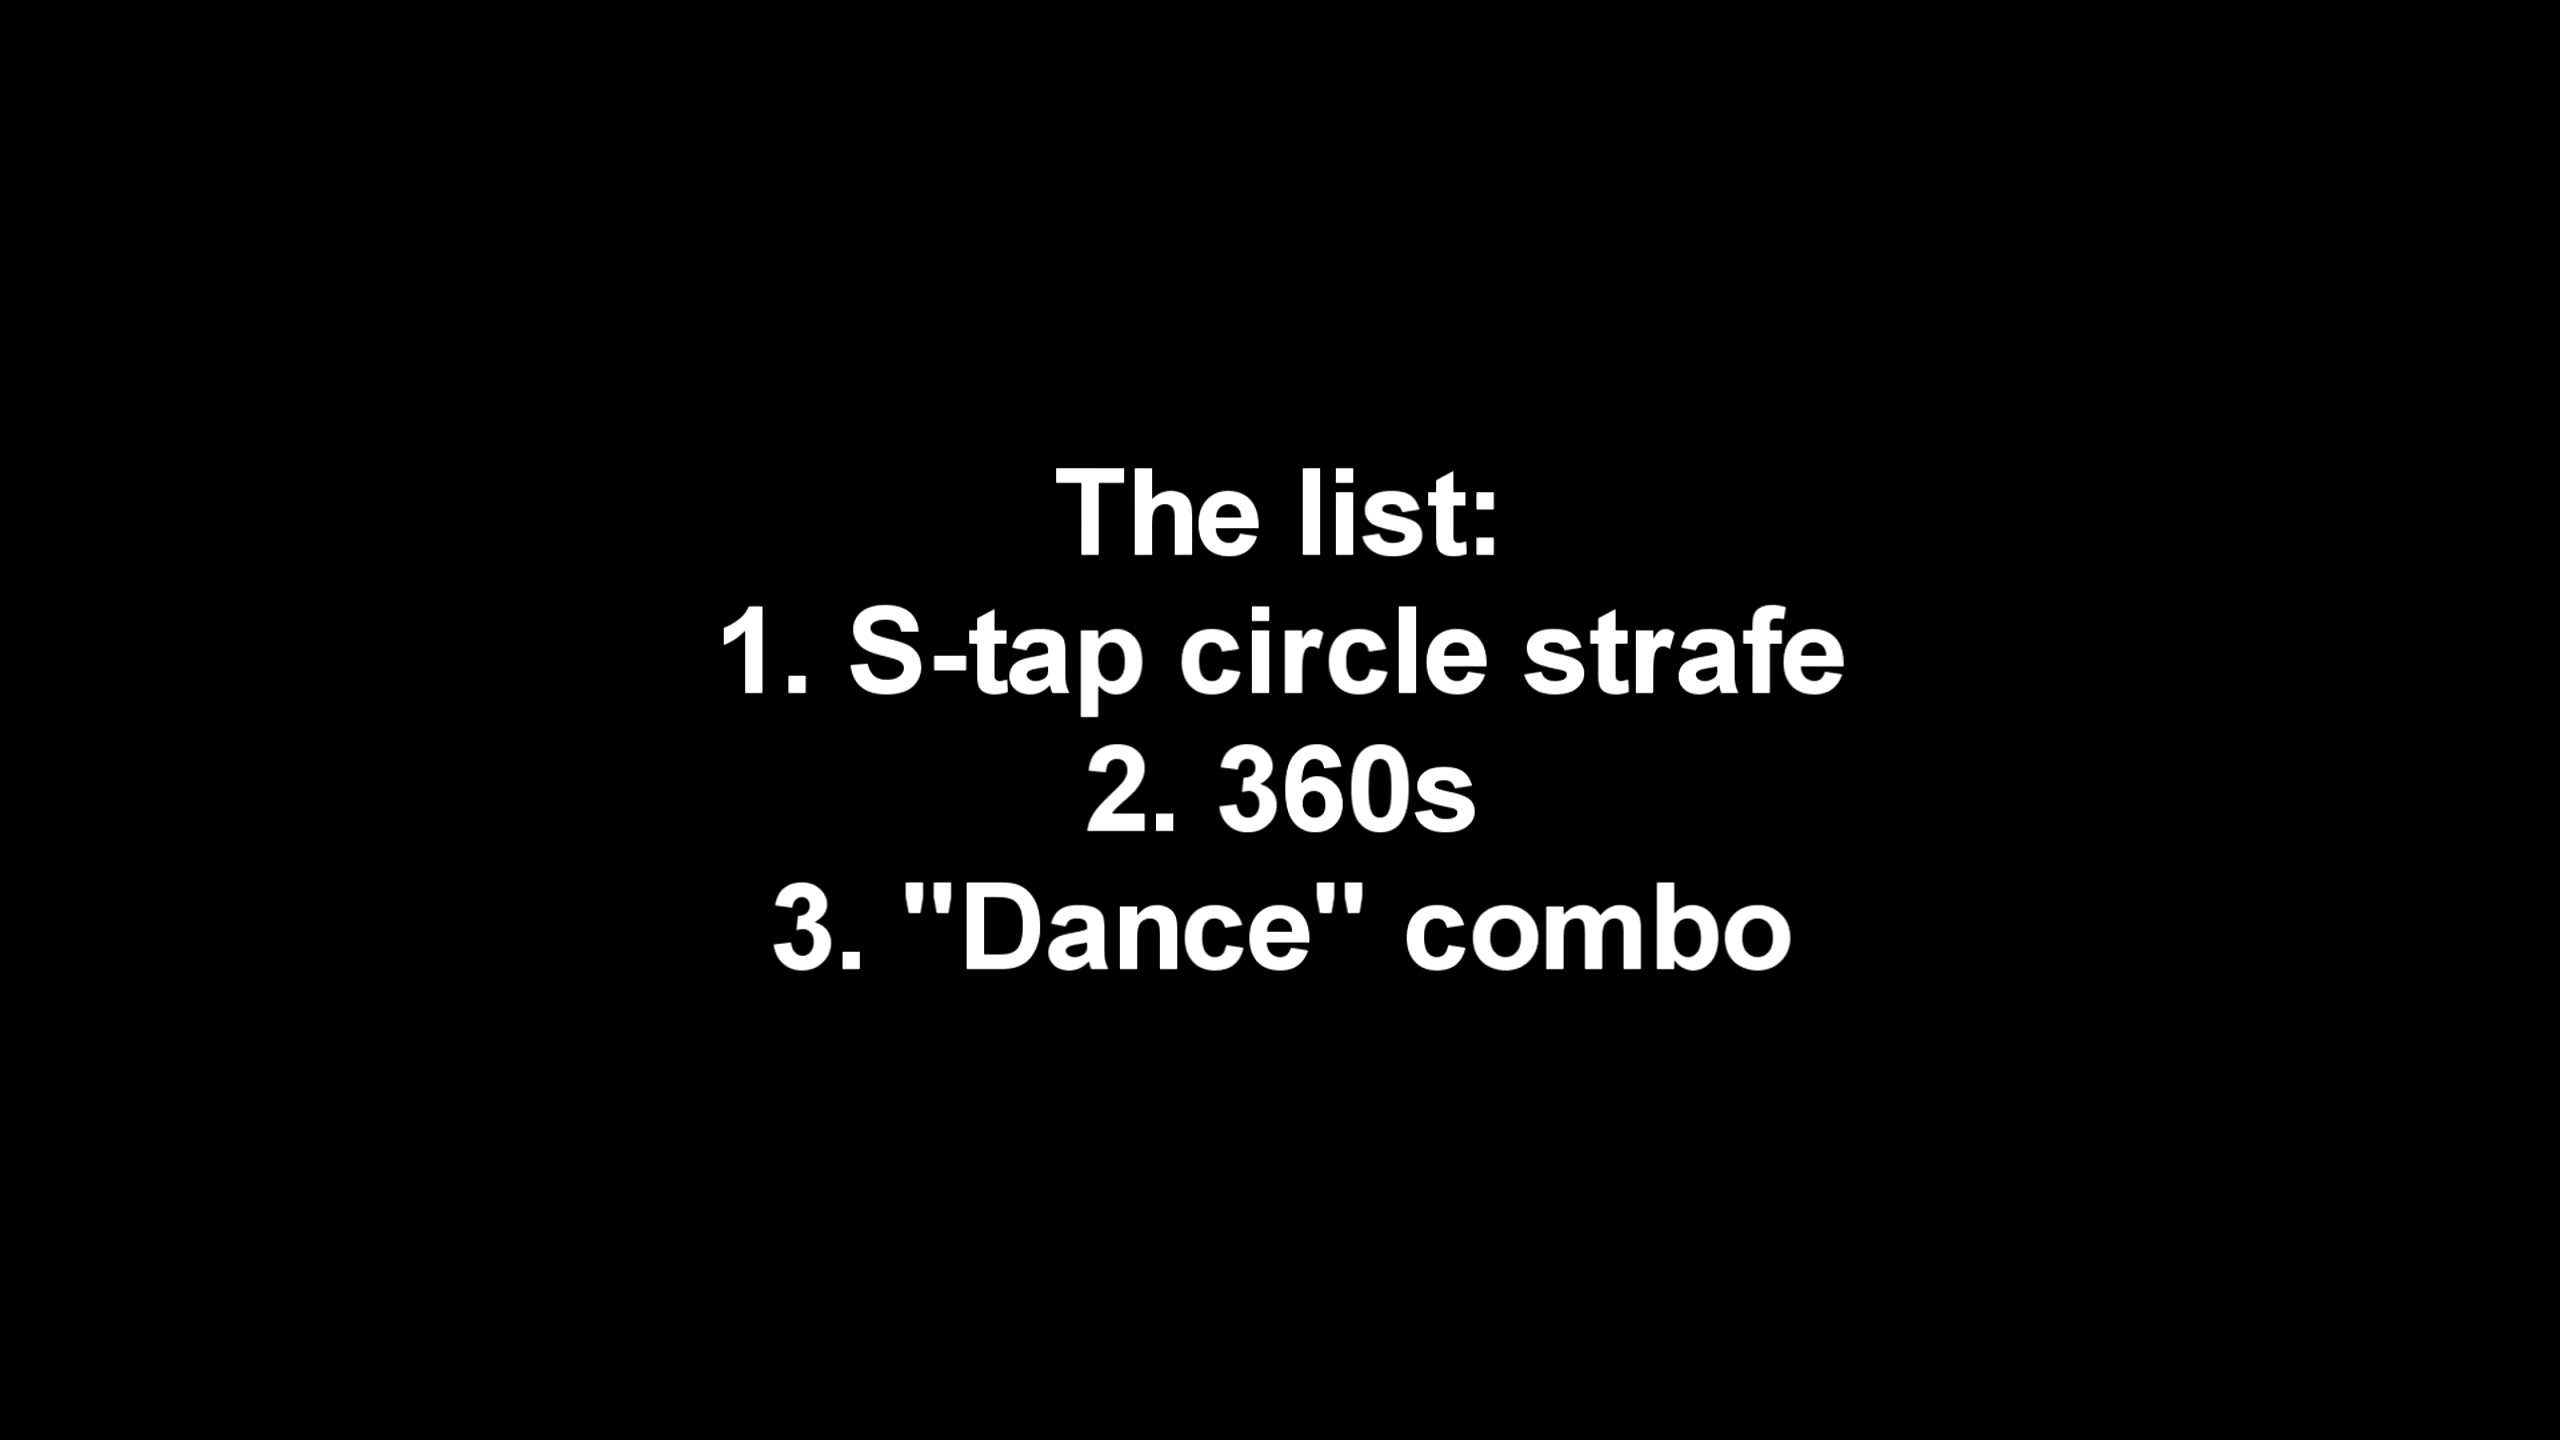 The list:
1. S-tap circle strafe
2. 360s
3. "Dance" combo